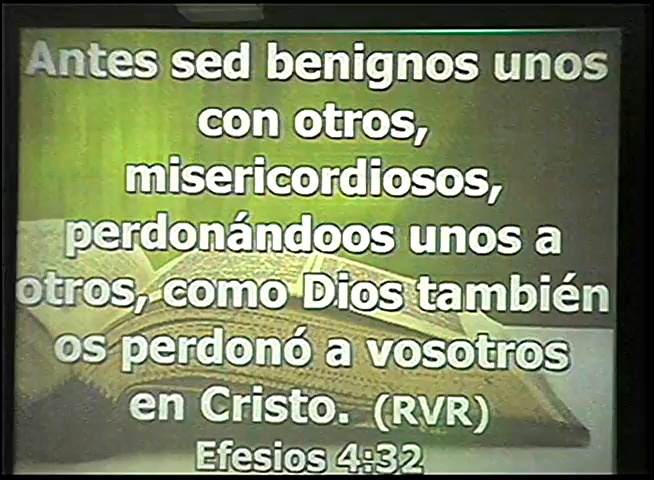 Antes sed benignos unos
con otros,
misericordiosos,
perdonándoos unos a
otros, como Dios también
os perdonó a vosotros
en Cristo. (RVR)
Efesios 4:32